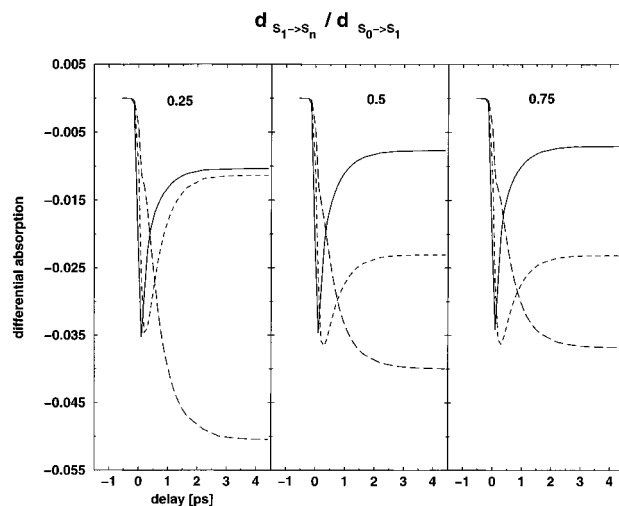 d S₁->Sₙ / d S₀->S₁
0.005
-0.005
-0.015
-0.025
-0.035
-0.045
-0.055
differential absorption
0.25
0.5
0.75
-1 0 1 2 3 4
-1 0 1 2 3 4
-1 0 1 2 3 4
delay [ps]